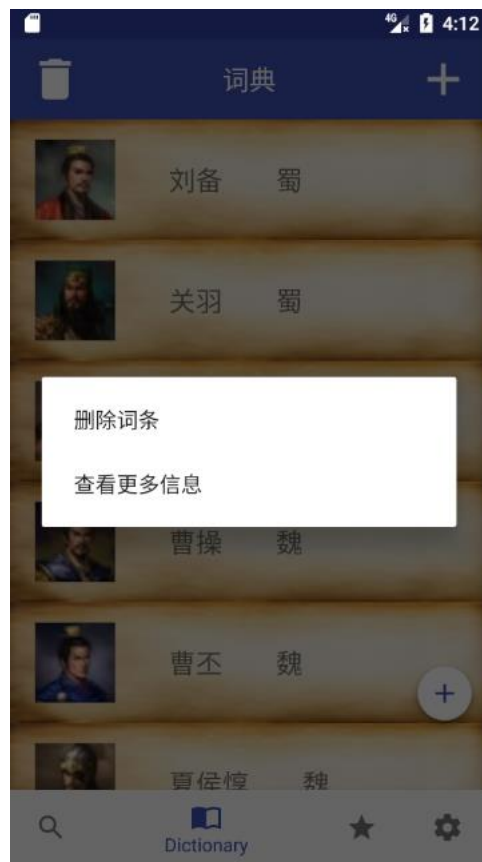 4G 4:12
词典
刘备 蜀
关羽 蜀
删除词条
查看更多信息
曹操 魏
曹丕 魏
夏侯惇 魏
Dictionary